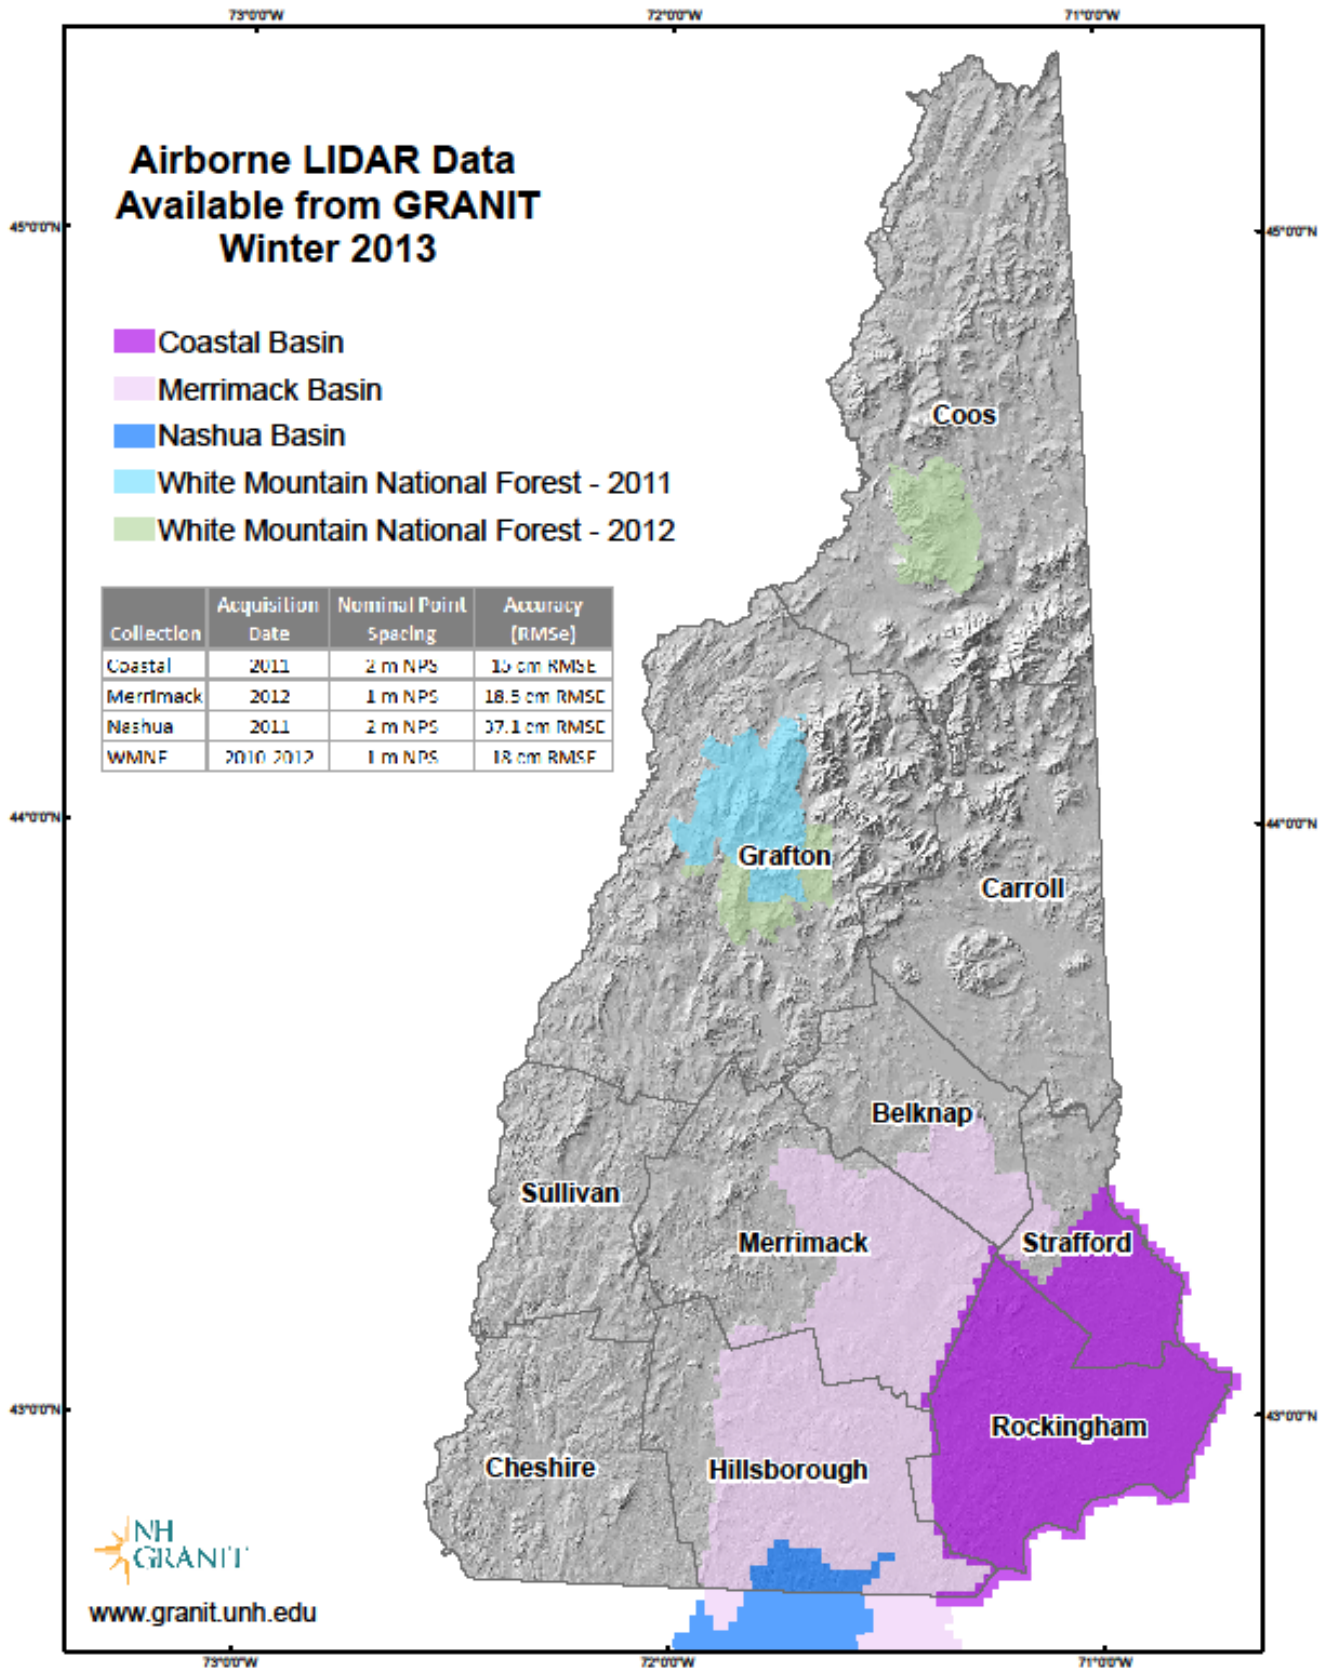 73°0'0"W 72°0'0"W 71°0'0"W
Airborne LIDAR Data
Available from GRANIT
Winter 2013
45°0'0"N 45°0'0"N
Coastal Basin
Merrimack Basin
Nashua Basin
White Mountain National Forest - 2011
White Mountain National Forest - 2012
Coos
Collection Acquisition Date Nominal Point Spacing Accuracy (RMSe)
Coastal 2011 2 m NPS 15 cm RMSE
Merrimack 2012 1 m NPS 18.5 cm RMSE
Nashua 2011 2 m NPS 37.1 cm RMSE
WMNF 2010-2012 1 m NPS 18 cm RMSE
44°0'0"N 44°0'0"N
Grafton
Carroll
Belknap
Sullivan
Merrimack
Strafford
43°0'0"N 43°0'0"N
Rockingham
Cheshire
Hillsborough
NH
GRANIT
www.granit.unh.edu
73°0'0"W 72°0'0"W 71°0'0"W